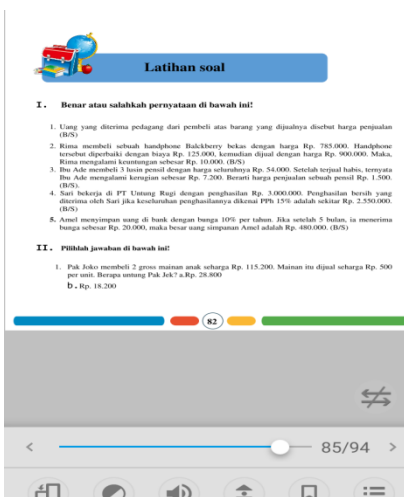 Latihan soal
I. Benar atau salahkah pernyataan di bawah ini!
1. Uang yang diterima pedagang dari pembeli atas barang yang dijualnya disebut harga penjualan
(B/S)
2. Rima membeli sebuah handphone Balckberry bekas dengan harga Rp. 785.000. Handphone
tersebut diperbaiki dengan biaya Rp. 125.000, kemudian dijual dengan harga Rp. 900.000. Maka,
Rima mengalami keuntungan sebesar Rp. 10.000. (B/S)
3. Ibu Ade membeli 3 lusin pensil dengan harga seluruhnya Rp. 54.000. Setelah terjual habis, ternyata
Ibu Ade mengalami kerugian sebesar Rp. 7.200. Berarti harga penjualan sebuah pensil Rp. 1.500.
(B/S).
4. Sari bekerja di PT Untung Rugi dengan penghasilan Rp. 3.000.000. Penghasilan bersih yang
diterima oleh Sari jika keseluruhan penghasilannya dikenai PPh 15% adalah sekitar Rp. 2.550.000.
(B/S)
5. Amel menyimpan uang di bank dengan bunga 10% per tahun. Jika setelah 5 bulan, ia menerima
bunga sebesar Rp. 20.000, maka besar uang simpanan Amel adalah Rp. 480.000. (B/S)
II. Pilihlah jawaban di bawah ini!
1. Pak Joko membeli 2 gross mainan anak seharga Rp. 115.200. Mainan itu dijual seharga Rp. 500
per unit. Berapa untung Pak Jek? a.Rp. 28.800
b. Rp. 18.200
82
85/94